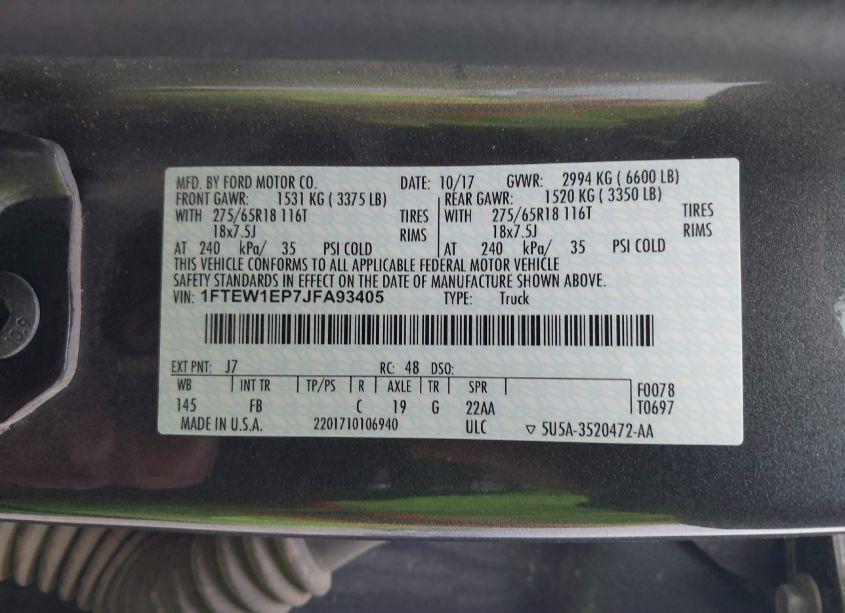 MFD. BY FORD MOTOR CO. DATE: 10/17 GVWR: 2994 KG ( 6600 LB)
FRONT GAWR: 1531 KG ( 3375 LB) REAR GAWR: 1520 KG ( 3350 LB)
WITH 275/65R18 116T TIRES WITH 275/65R18 116T TIRES
18x7.5J RIMS 18x7.5J RIMS
AT 240 kPa/ 35 PSI COLD AT 240 kPa/ 35 PSI COLD
THIS VEHICLE CONFORMS TO ALL APPLICABLE FEDERAL MOTOR VEHICLE
SAFETY STANDARDS IN EFFECT ON THE DATE OF MANUFACTURE SHOWN ABOVE.
VIN: 1FTEW1EP7JFA93405 TYPE: Truck
EXT PNT: J7 RC: 48 DSO:
WB INT TR TP/PS R AXLE TR SPR F0078
145 FB C 19 G 22AA T0697
MADE IN U.S.A. 2201710106940 ULC ▽ 5U5A-3520472-AA